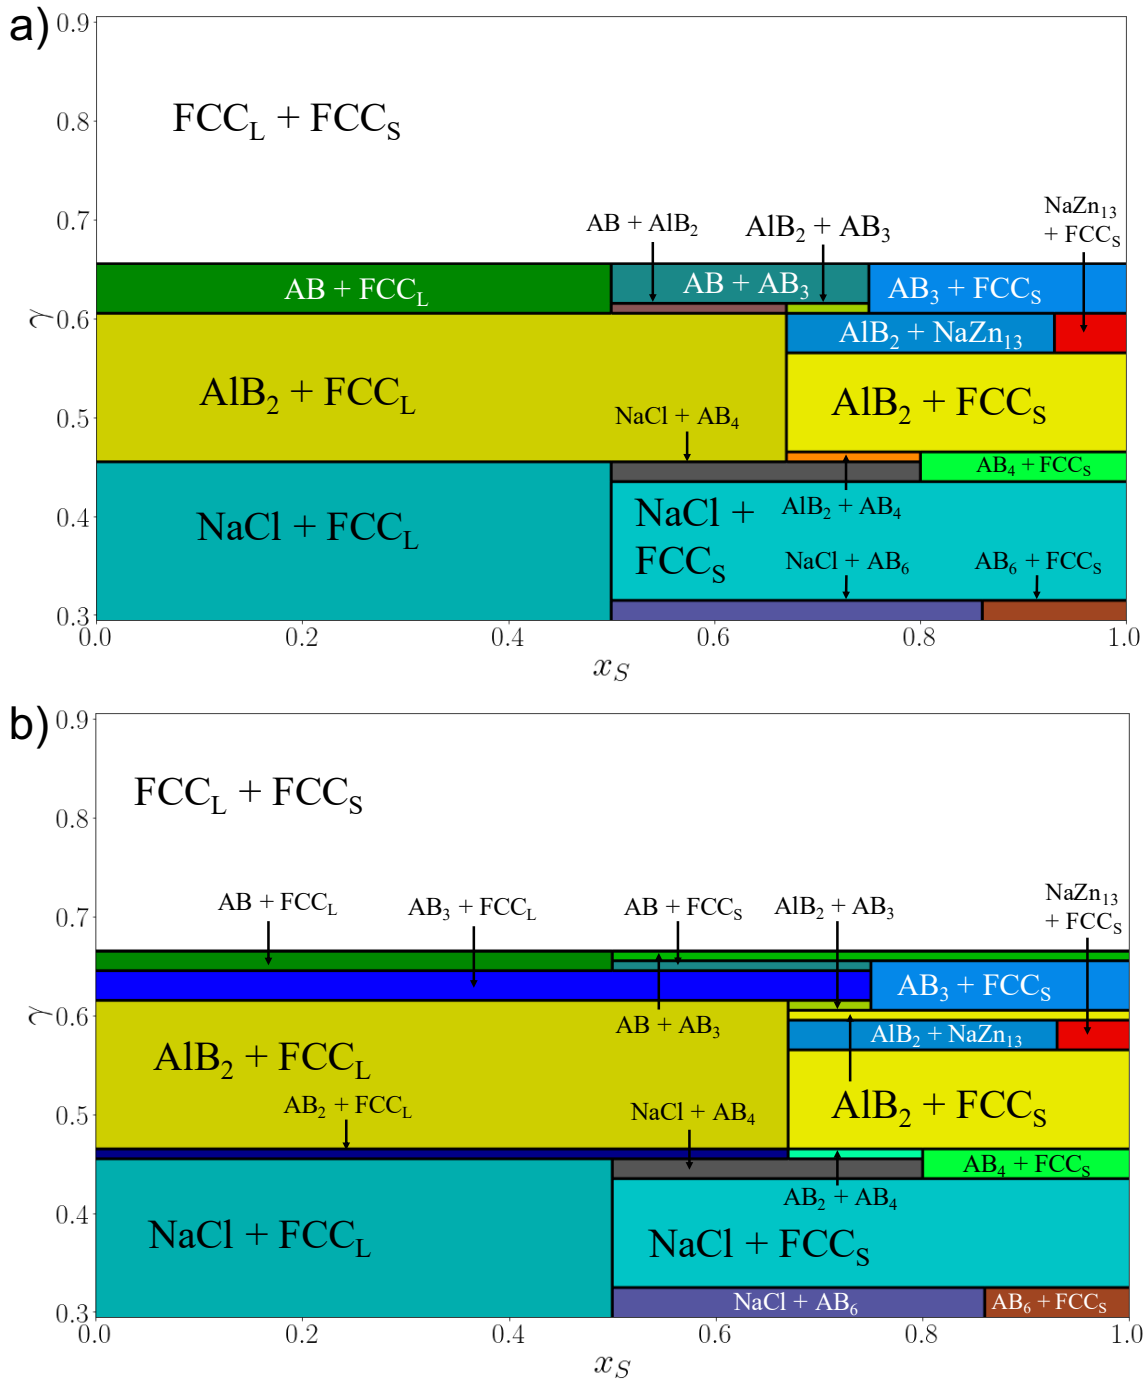 a)
0.9
FCC_L + FCC_S
0.8
NaZn_13
+ FCC_S
0.7
AB + AlB_2
AlB_2 + AB_3
AB + FCC_L
AB + AB_3
AB_3 + FCC_S
γ
0.6
AlB_2 + NaZn_13
AlB_2 + FCC_L
AlB_2 + FCC_S
0.5
NaCl + AB_4
AB_4 + FCC_S
NaCl + FCC_L
NaCl +
FCC_S
AlB_2 + AB_4
0.4
NaCl + AB_6
AB_6 + FCC_S
0.3
0.0
0.2
0.4
0.6
0.8
1.0
x_S
b)
0.9
FCC_L + FCC_S
0.8
AB + FCC_L
AB_3 + FCC_L
AB + FCC_S
AlB_2 + AB_3
NaZn_13
+ FCC_S
0.7
AB_3 + FCC_S
γ
0.6
AB + AB_3
AlB_2 + NaZn_13
AlB_2 + FCC_L
AlB_2 + FCC_S
AB_2 + FCC_L
NaCl + AB_4
0.5
AB_4 + FCC_S
AB_2 + AB_4
0.4
NaCl + FCC_L
NaCl + FCC_S
NaCl + AB_6
AB_6 + FCC_S
0.3
0.0
0.2
0.4
0.6
0.8
1.0
x_S